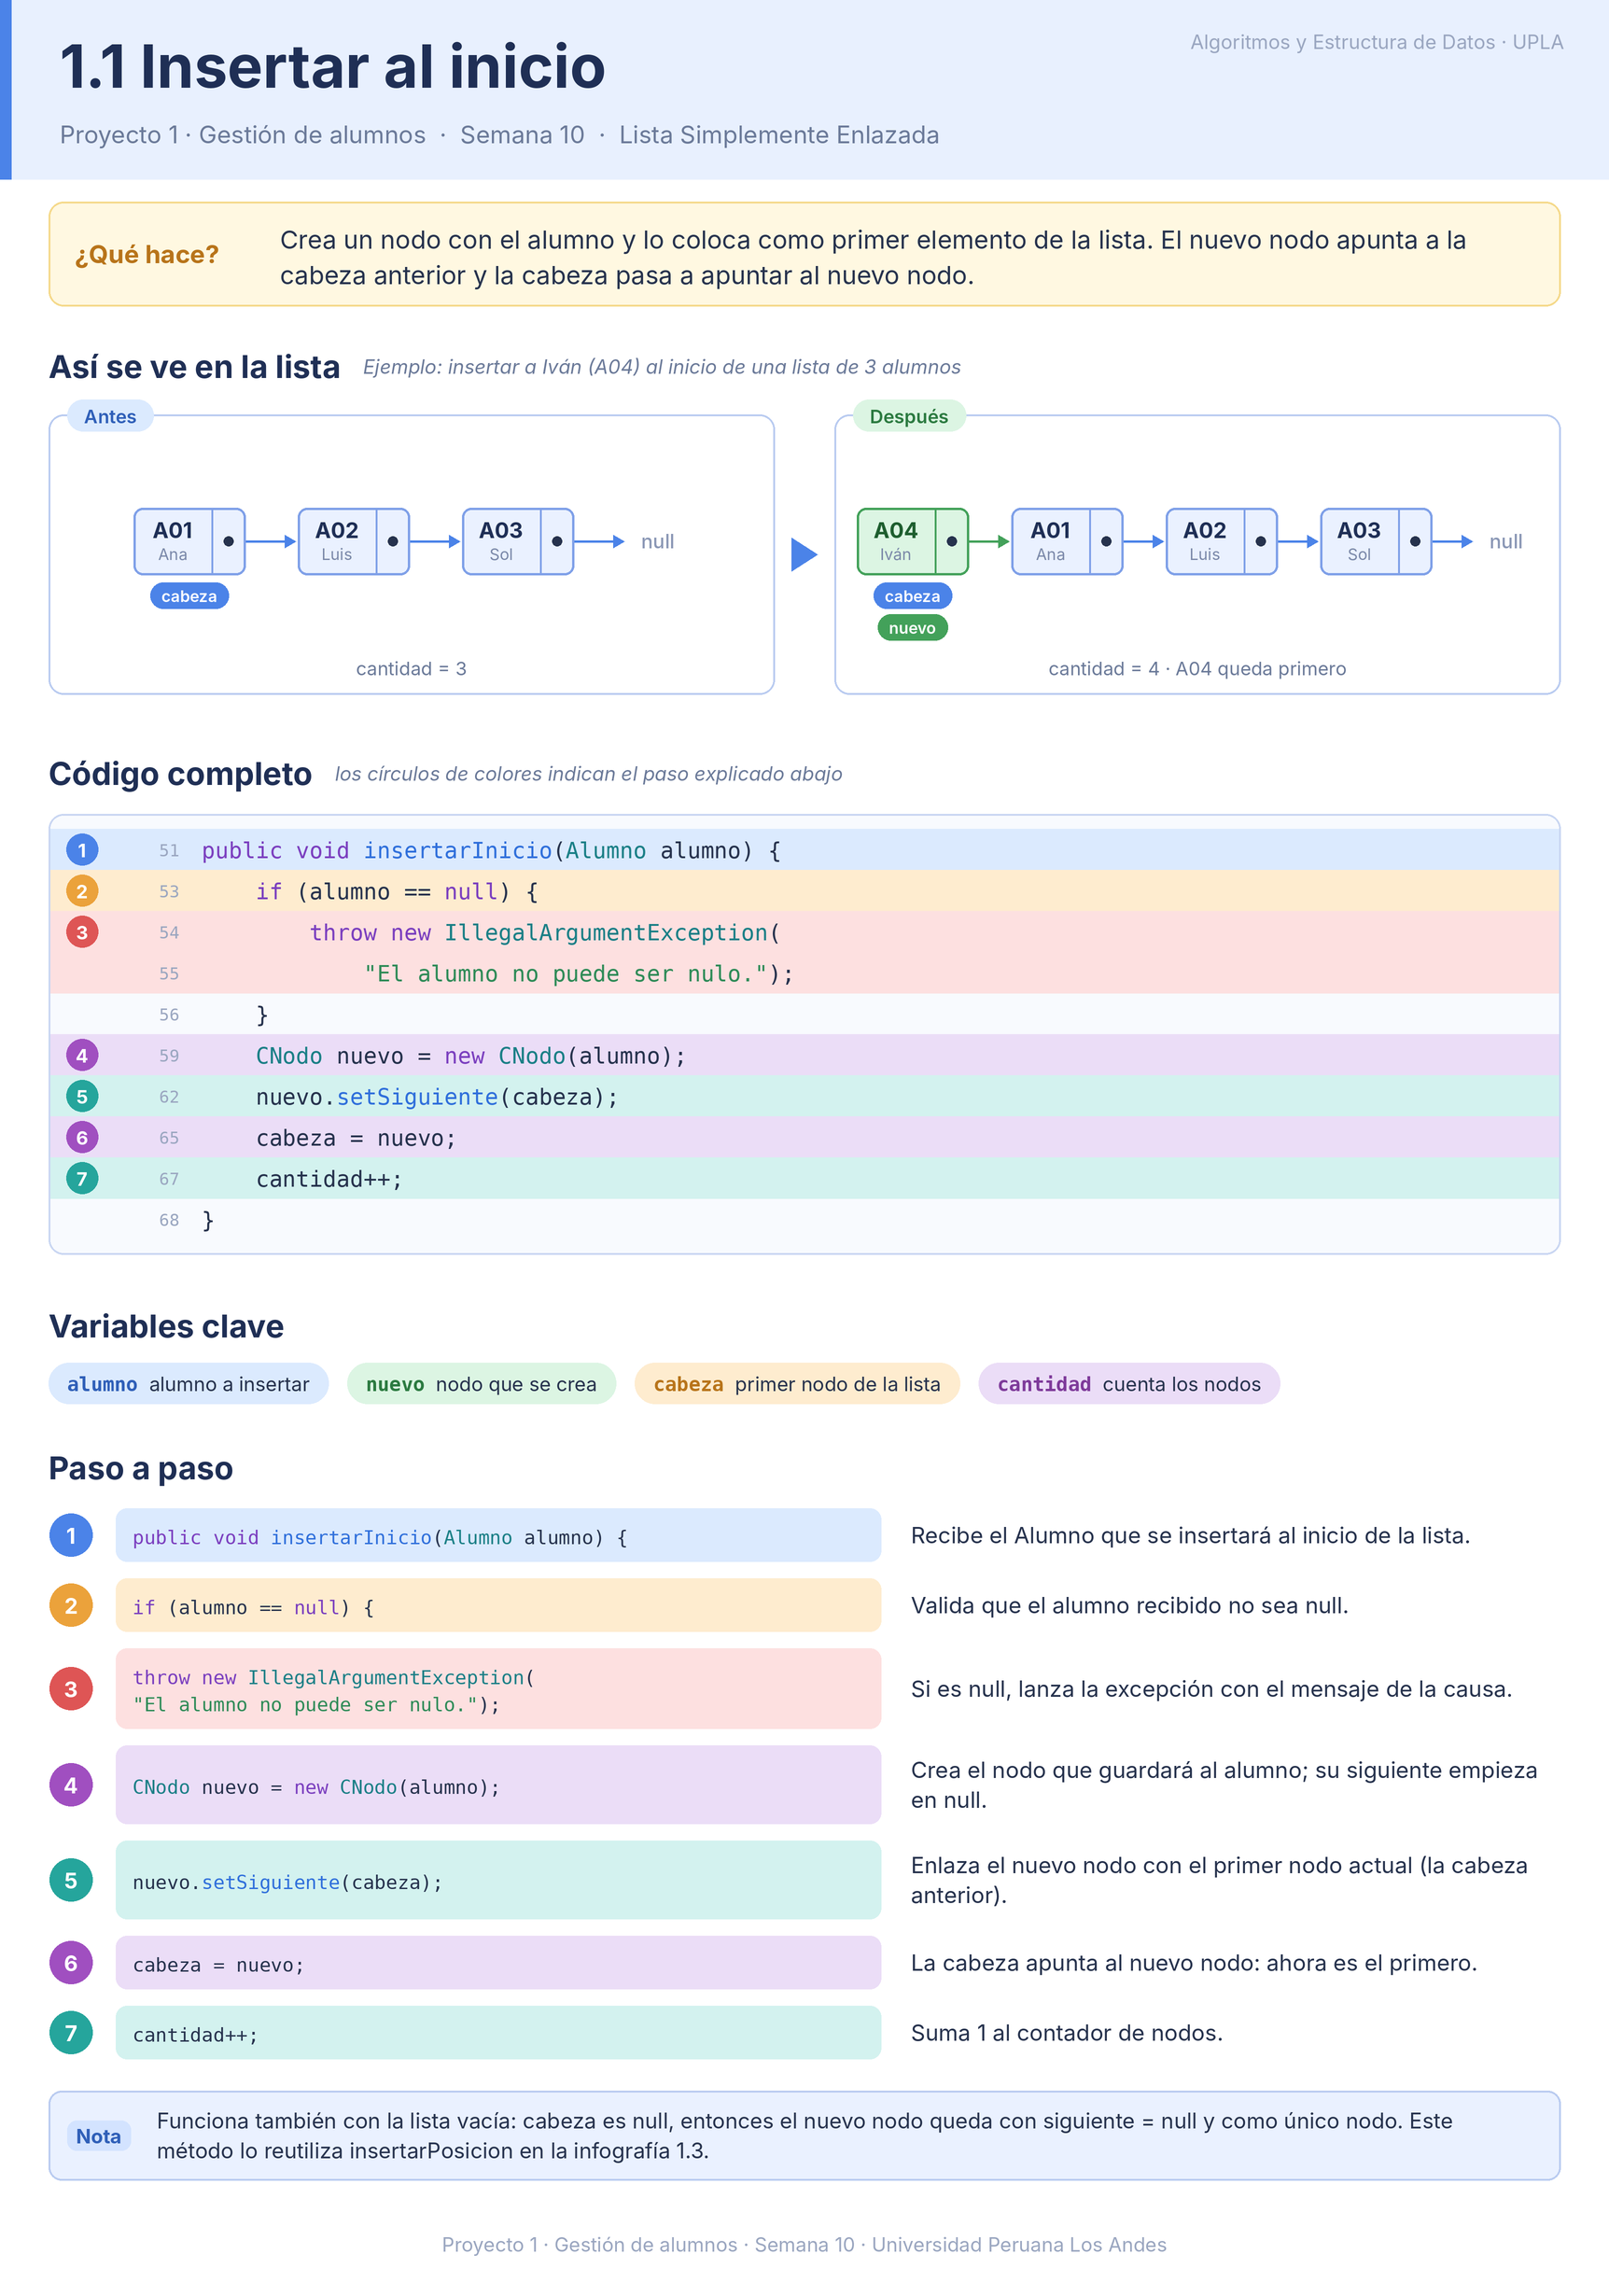 1.1 Insertar al inicio
Algoritmos y Estructura de Datos · UPLA
Proyecto 1 · Gestión de alumnos · Semana 10 · Lista Simplemente Enlazada
¿Qué hace?
Crea un nodo con el alumno y lo coloca como primer elemento de la lista. El nuevo nodo apunta a la
cabeza anterior y la cabeza pasa a apuntar al nuevo nodo.
Así se ve en la lista
Ejemplo: insertar a Iván (A04) al inicio de una lista de 3 alumnos
Antes
A01
Ana
A02
Luis
A03
Sol
null
cabeza
cantidad = 3
Después
A04
Iván
A01
Ana
A02
Luis
A03
Sol
null
cabeza
nuevo
cantidad = 4 · A04 queda primero
Código completo
los círculos de colores indican el paso explicado abajo
1 51 public void insertarInicio(Alumno alumno) {
2 53 if (alumno == null) {
3 54 throw new IllegalArgumentException(
55 "El alumno no puede ser nulo.");
56 }
4 59 CNodo nuevo = new CNodo(alumno);
5 62 nuevo.setSiguiente(cabeza);
6 65 cabeza = nuevo;
7 67 cantidad++;
68 }
Variables clave
alumno alumno a insertar
nuevo nodo que se crea
cabeza primer nodo de la lista
cantidad cuenta los nodos
Paso a paso
1
public void insertarInicio(Alumno alumno) {
Recibe el Alumno que se insertará al inicio de la lista.
2
if (alumno == null) {
Valida que el alumno recibido no sea null.
3
throw new IllegalArgumentException(
"El alumno no puede ser nulo.");
Si es null, lanza la excepción con el mensaje de la causa.
4
CNodo nuevo = new CNodo(alumno);
Crea el nodo que guardará al alumno; su siguiente empieza
en null.
5
nuevo.setSiguiente(cabeza);
Enlaza el nuevo nodo con el primer nodo actual (la cabeza
anterior).
6
cabeza = nuevo;
La cabeza apunta al nuevo nodo: ahora es el primero.
7
cantidad++;
Suma 1 al contador de nodos.
Nota
Funciona también con la lista vacía: cabeza es null, entonces el nuevo nodo queda con siguiente = null y como único nodo. Este
método lo reutiliza insertarPosicion en la infografía 1.3.
Proyecto 1 · Gestión de alumnos · Semana 10 · Universidad Peruana Los Andes